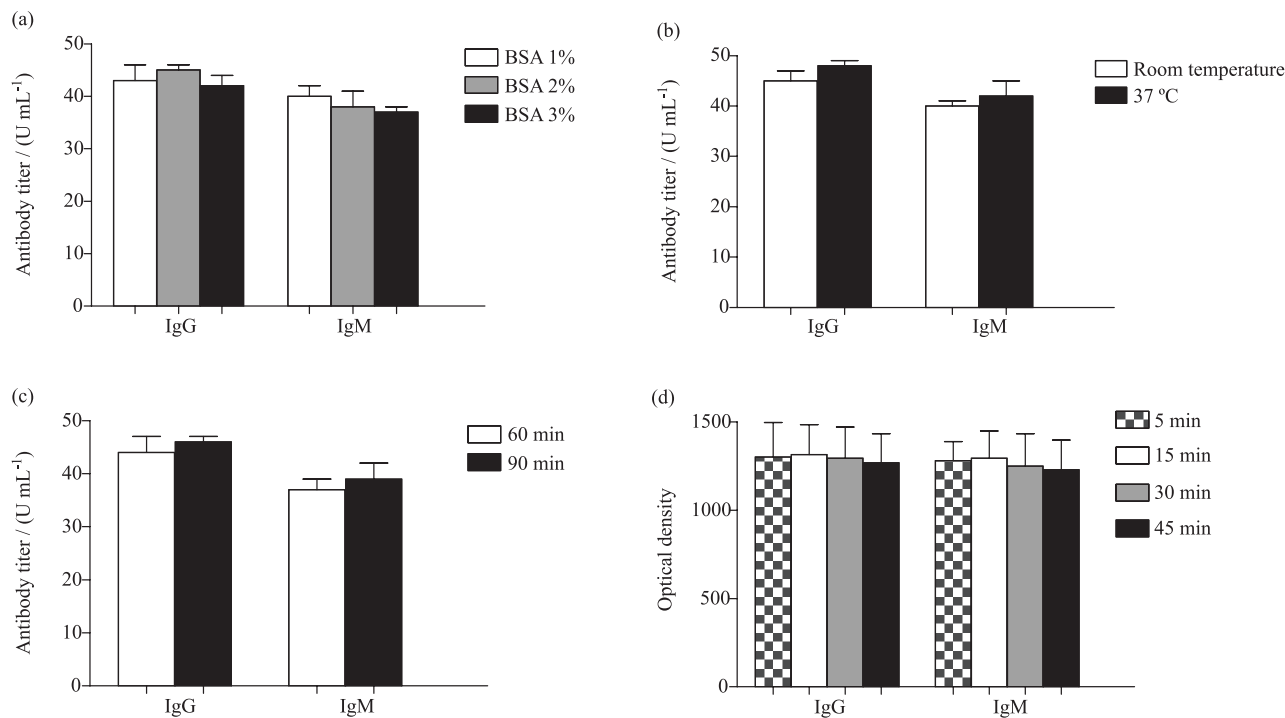 (a)
Antibody titer / (U mL⁻¹)
50
40
30
20
10
0
IgG
IgM
BSA 1%
BSA 2%
BSA 3%
(b)
Antibody titer / (U mL⁻¹)
50
40
30
20
10
0
IgG
IgM
Room temperature
37 ºC
(c)
Antibody titer / (U mL⁻¹)
50
40
30
20
10
0
IgG
IgM
60 min
90 min
(d)
Optical density
1500
1000
500
0
IgG
IgM
5 min
15 min
30 min
45 min